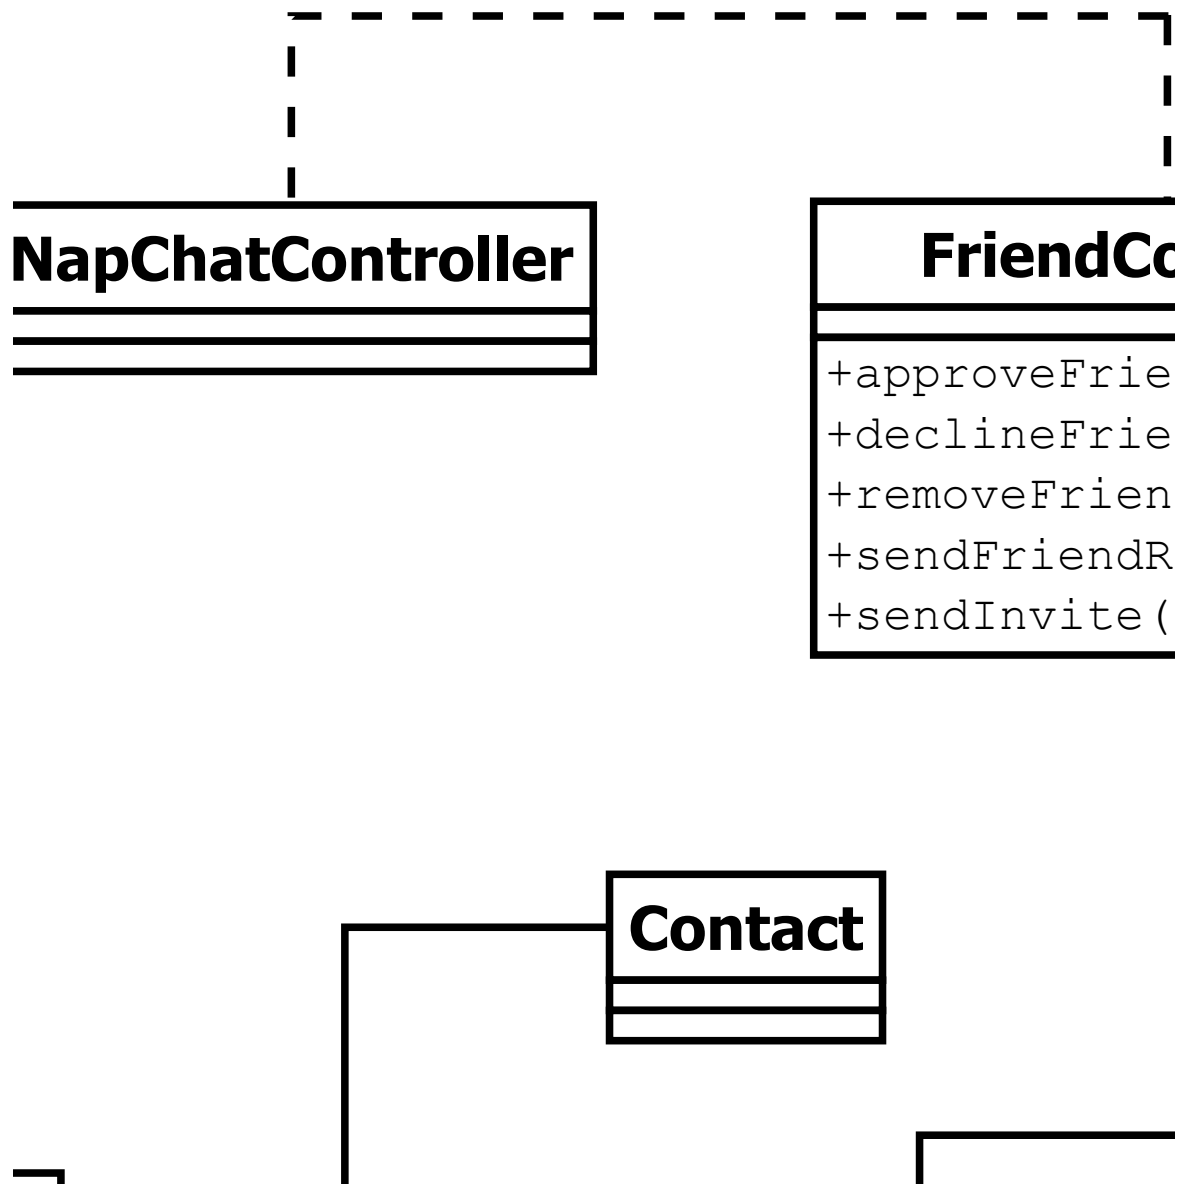 NapChatController
FriendCo
+approveFrie
+declineFrie
+removeFrien
+sendFriendR
+sendInvite(
Contact